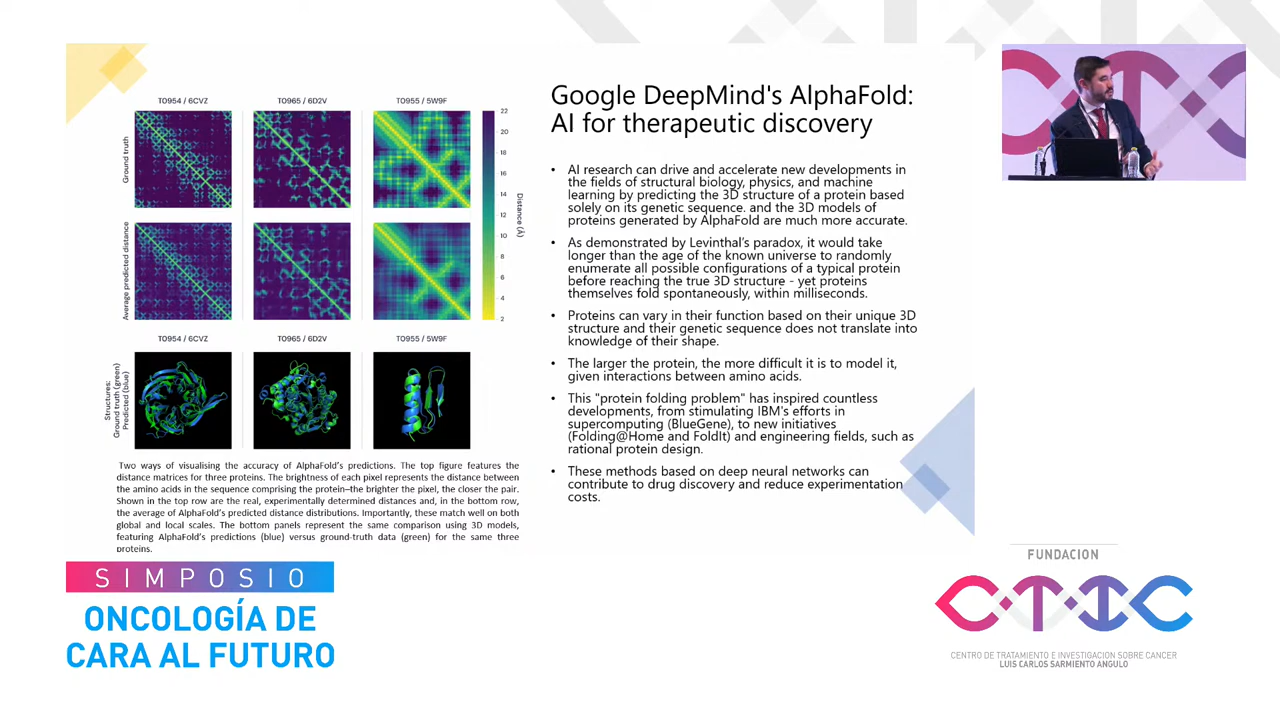 TO954 / 6CVZ
TO965 / 6D2V
TO955 / 5W9F
Ground truth
Average predicted distance
22
20
18
16
14
12
10
8
6
4
2
Distance (Å)
TO954 / 6CVZ
TO965 / 6D2V
TO955 / 5W9F
Structures:
Ground truth (green)
Predicted (blue)
Two ways of visualising the accuracy of AlphaFold's predictions. The top figure features the
distance matrices for three proteins. The brightness of each pixel represents the distance between
the amino acids in the sequence comprising the protein–the brighter the pixel, the closer the pair.
Shown in the top row are the real, experimentally determined distances and, in the bottom row,
the average of AlphaFold's predicted distance distributions. Importantly, these match well on both
global and local scales. The bottom panels represent the same comparison using 3D models,
featuring AlphaFold's predictions (blue) versus ground-truth data (green) for the same three
proteins.
Google DeepMind's AlphaFold:
AI for therapeutic discovery
• AI research can drive and accelerate new developments in
the fields of structural biology, physics, and machine
learning by predicting the 3D structure of a protein based
solely on its genetic sequence. and the 3D models of
proteins generated by AlphaFold are much more accurate.
• As demonstrated by Levinthal's paradox, it would take
longer than the age of the known universe to randomly
enumerate all possible configurations of a typical protein
before reaching the true 3D structure - yet proteins
themselves fold spontaneously, within milliseconds.
• Proteins can vary in their function based on their unique 3D
structure and their genetic sequence does not translate into
knowledge of their shape.
• The larger the protein, the more difficult it is to model it,
given interactions between amino acids.
• This "protein folding problem" has inspired countless
developments, from stimulating IBM's efforts in
supercomputing (BlueGene), to new initiatives
(Folding@Home and FoldIt) and engineering fields, such as
rational protein design.
• These methods based on deep neural networks can
contribute to drug discovery and reduce experimentation
costs.
SIMPOSIO
ONCOLOGÍA DE
CARA AL FUTURO
FUNDACION
CTIC
CENTRO DE TRATAMIENTO E INVESTIGACION SOBRE CANCER
LUIS CARLOS SARMIENTO ANGULO